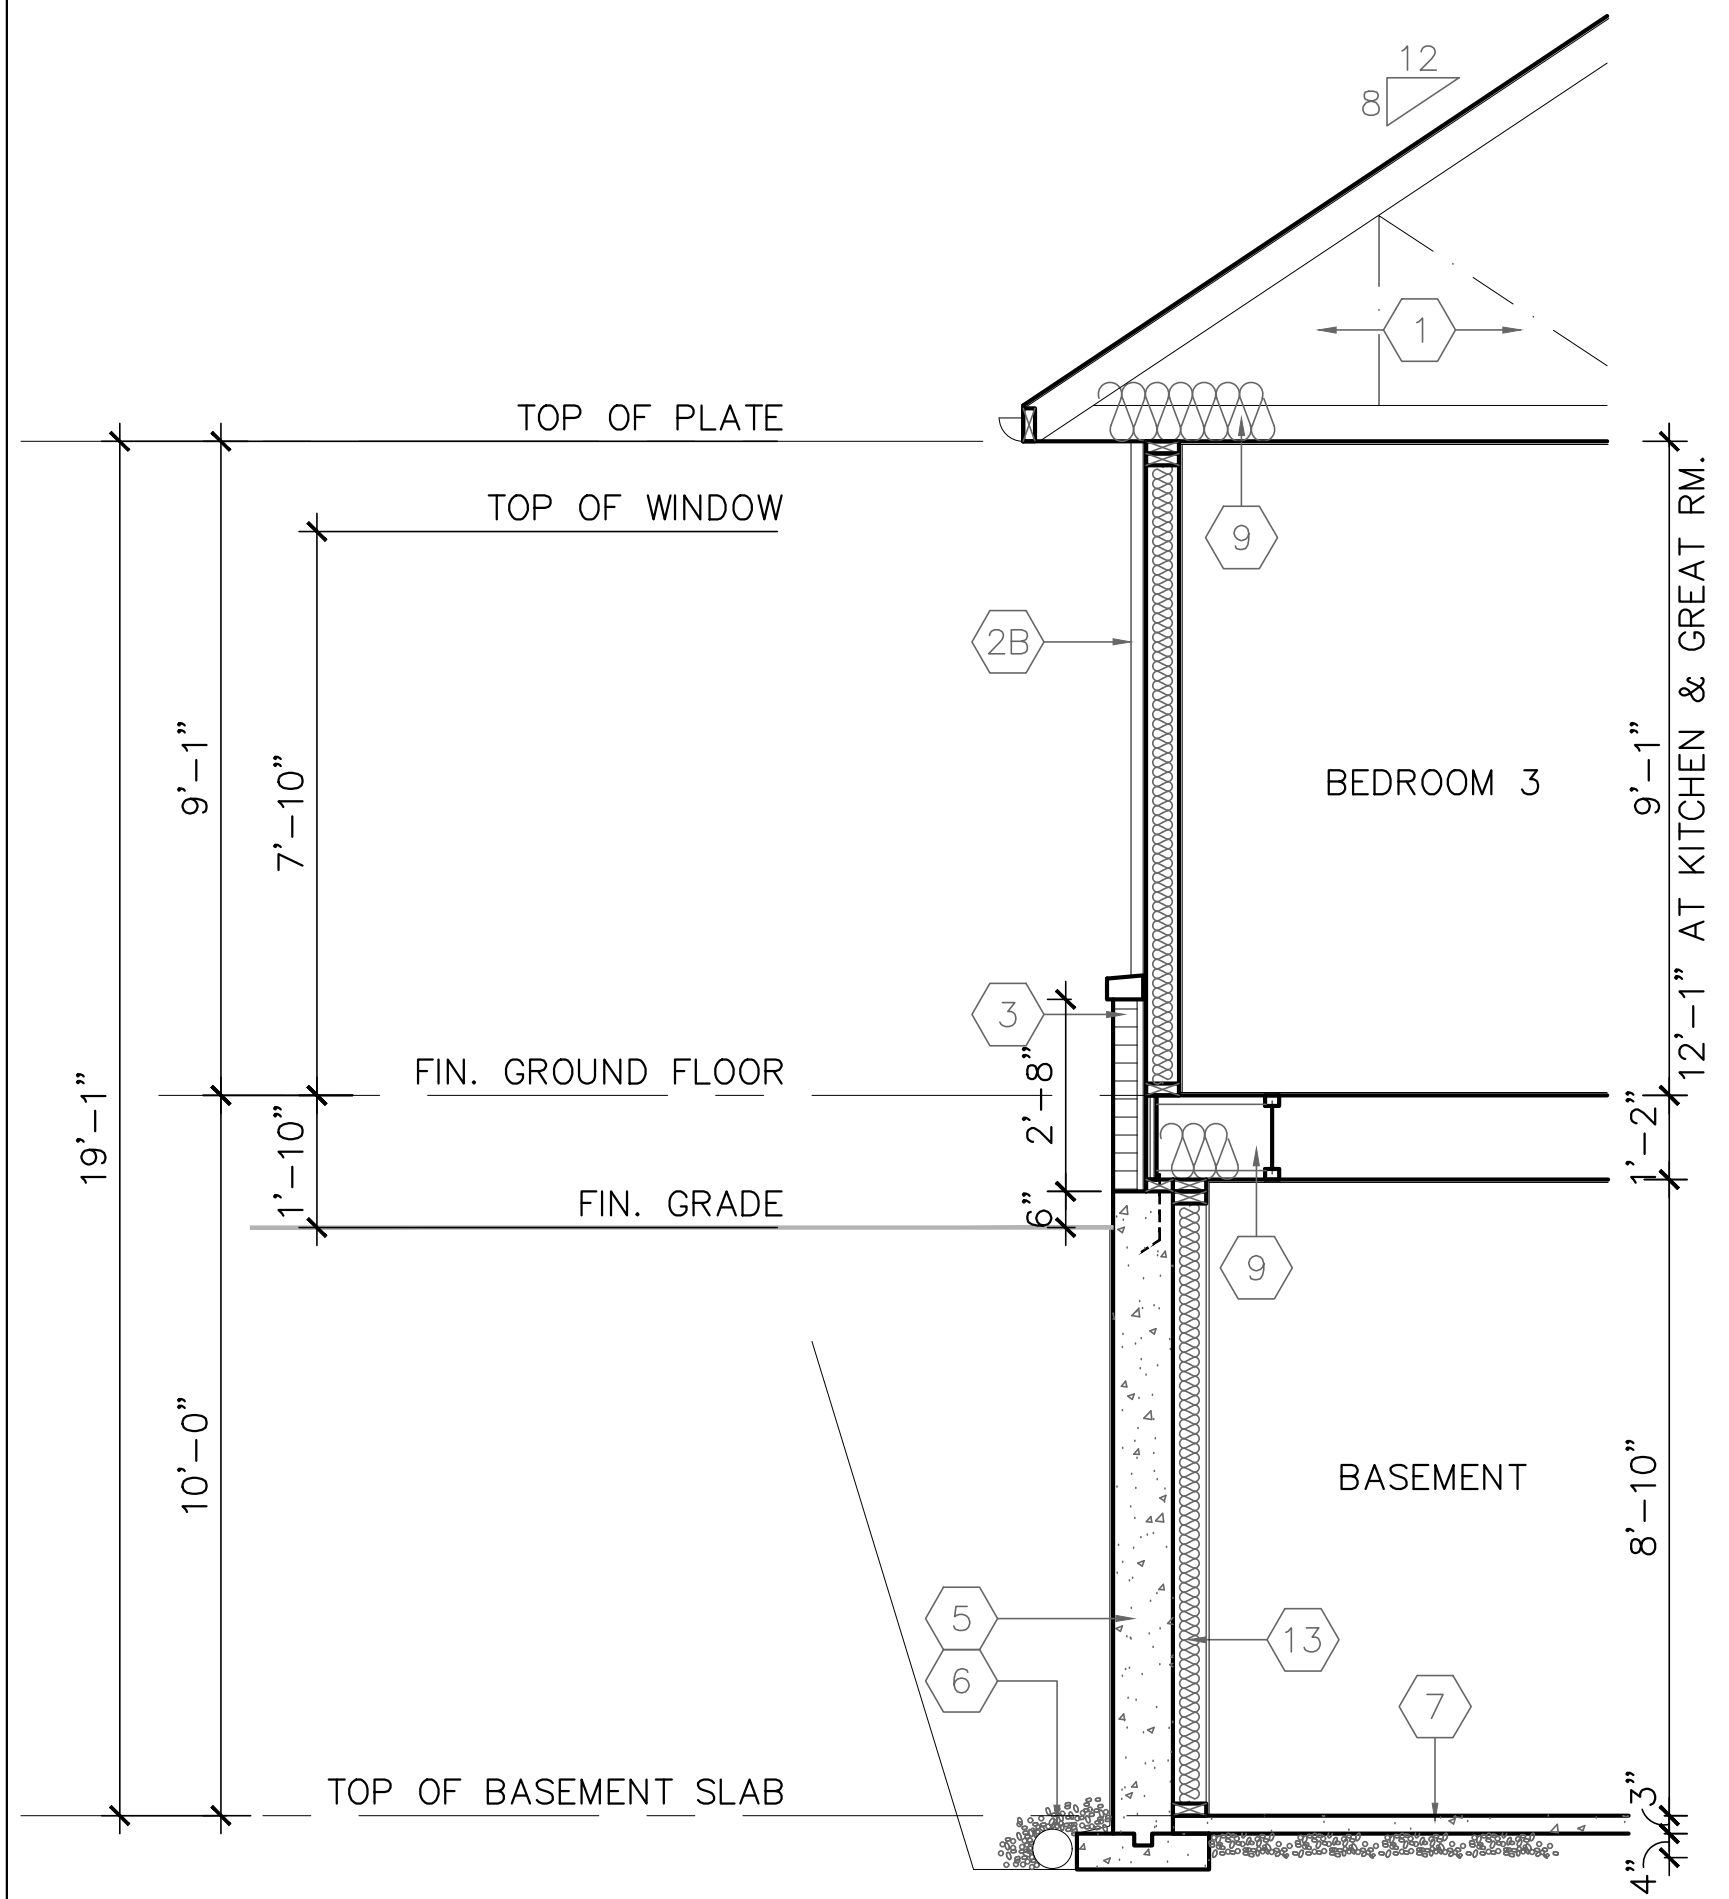 12
8
1
TOP OF PLATE
TOP OF WINDOW
9
2B
12'-1" AT KITCHEN & GREAT RM.
9'-1"
9'-1"
7'-10"
BEDROOM 3
3
FIN. GROUND FLOOR
2'-8"
1'-2"
19'-1"
1'-10"
FIN. GRADE
6"
9
10'-0"
BASEMENT
8'-10"
5
13
6
7
TOP OF BASEMENT SLAB
3"
4"